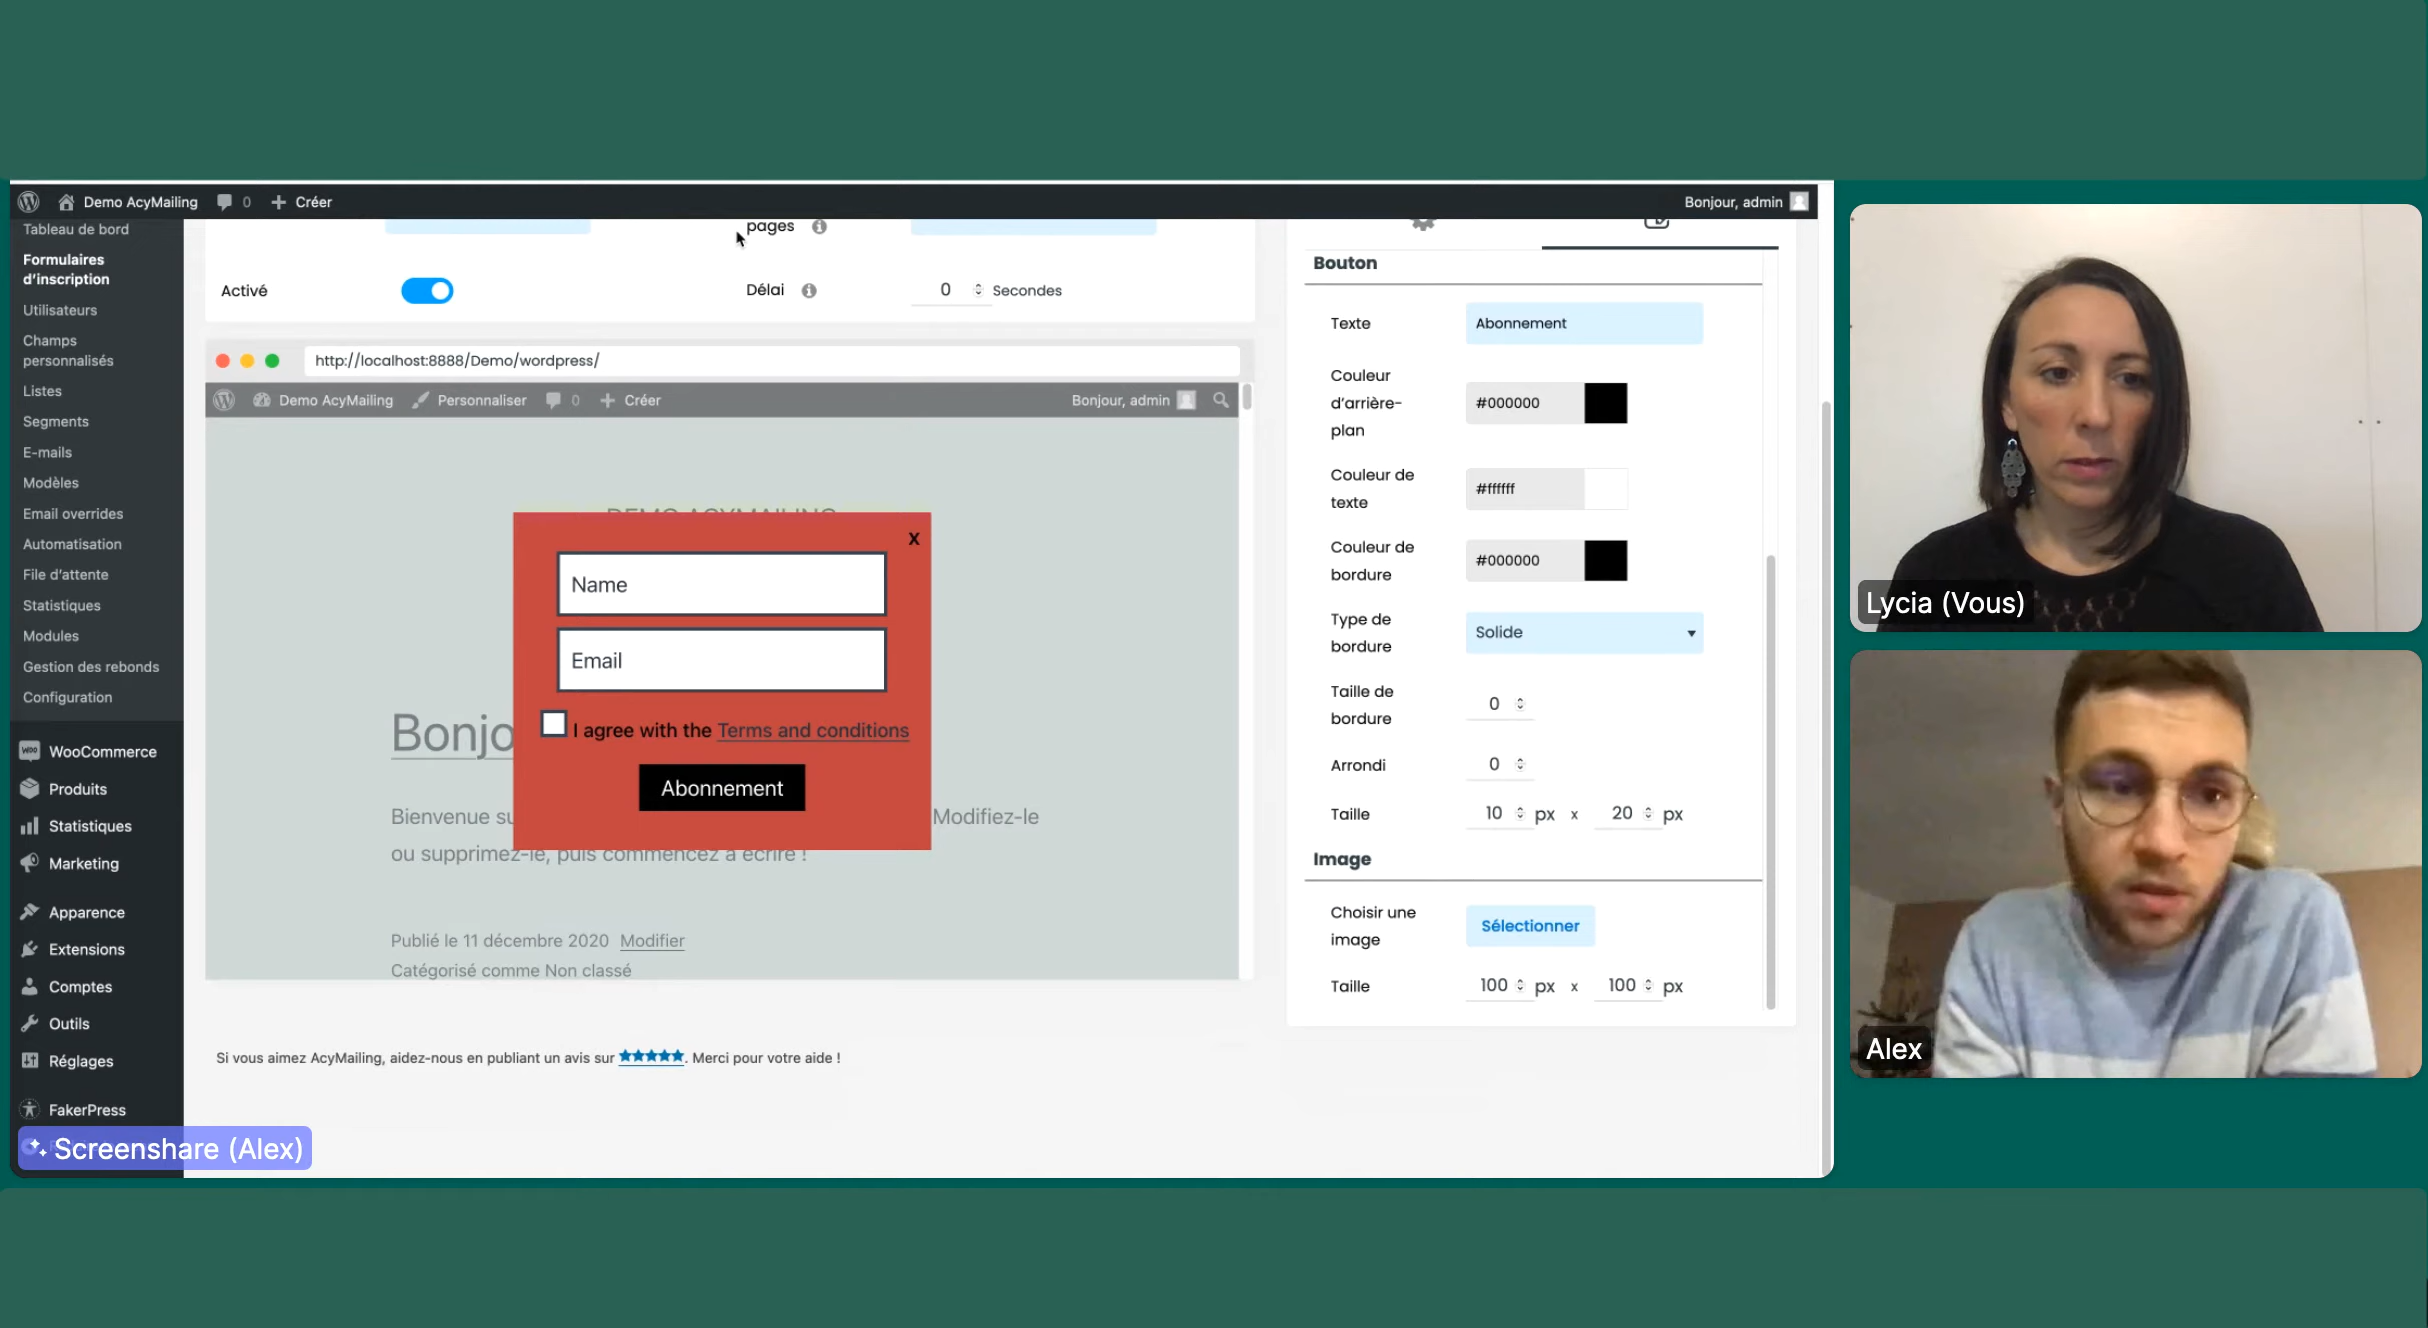 Demo AcyMailing 0 Créer
Bonjour, admin
Tableau de bord
Formulaires
d'inscription
Utilisateurs
Champs
personnalisés
Listes
Segments
E-mails
Modèles
Email overrides
Automatisation
File d'attente
Statistiques
Modules
Gestion des rebonds
Configuration
WooCommerce
Produits
Statistiques
Marketing
Apparence
Extensions
Comptes
Outils
Réglages
FakerPress
Screenshare (Alex)
pages
Activé
Délai 0 Secondes
http://localhost:8888/Demo/wordpress/
Demo AcyMailing Personnaliser 0 Créer
Bonjour, admin
DEMO ACYMAILING
x
Name
Email
I agree with the Terms and conditions
Abonnement
Bonjo
Bienvenue su
Modifiez-le
ou supprimez-le, puis commencez à écrire !
Publié le 11 décembre 2020 Modifier
Catégorisé comme Non classé
Si vous aimez AcyMailing, aidez-nous en publiant un avis sur ★★★★★. Merci pour votre aide !
Bouton
Texte Abonnement
Couleur
d'arrière-
plan
#000000
Couleur de
texte
#ffffff
Couleur de
bordure
#000000
Type de
bordure
Solide
Taille de
bordure
0
Arrondi 0
Taille 10 px x 20 px
Image
Choisir une
image
Sélectionner
Taille 100 px x 100 px
Lycia (Vous)
Alex